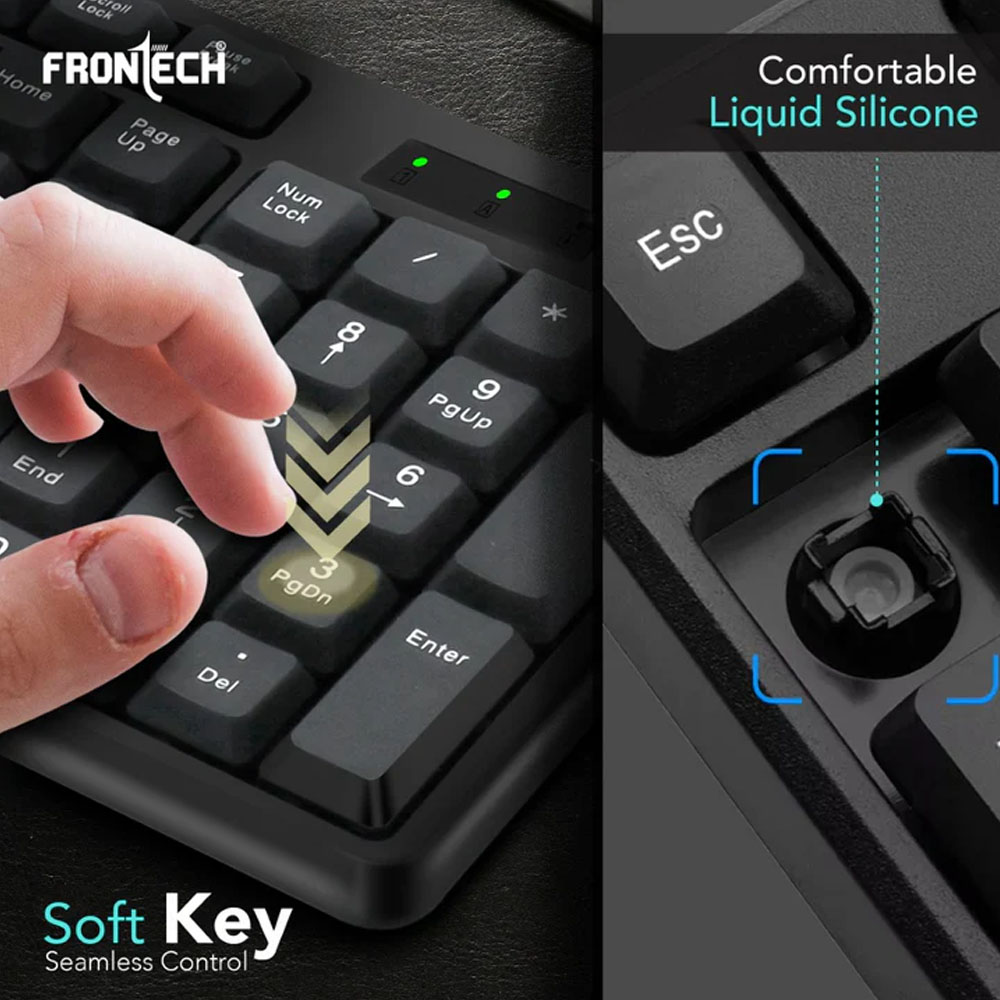 Scroll
Lock
FRONTECH®
Pause
Home
Page
Up
Num
Lock
/
*
8
↑
9
PgUp
6
→
End
3
PgDn
Enter
.
Del
1
A
Soft Key
Seamless Control
Comfortable
Liquid Silicone
Esc